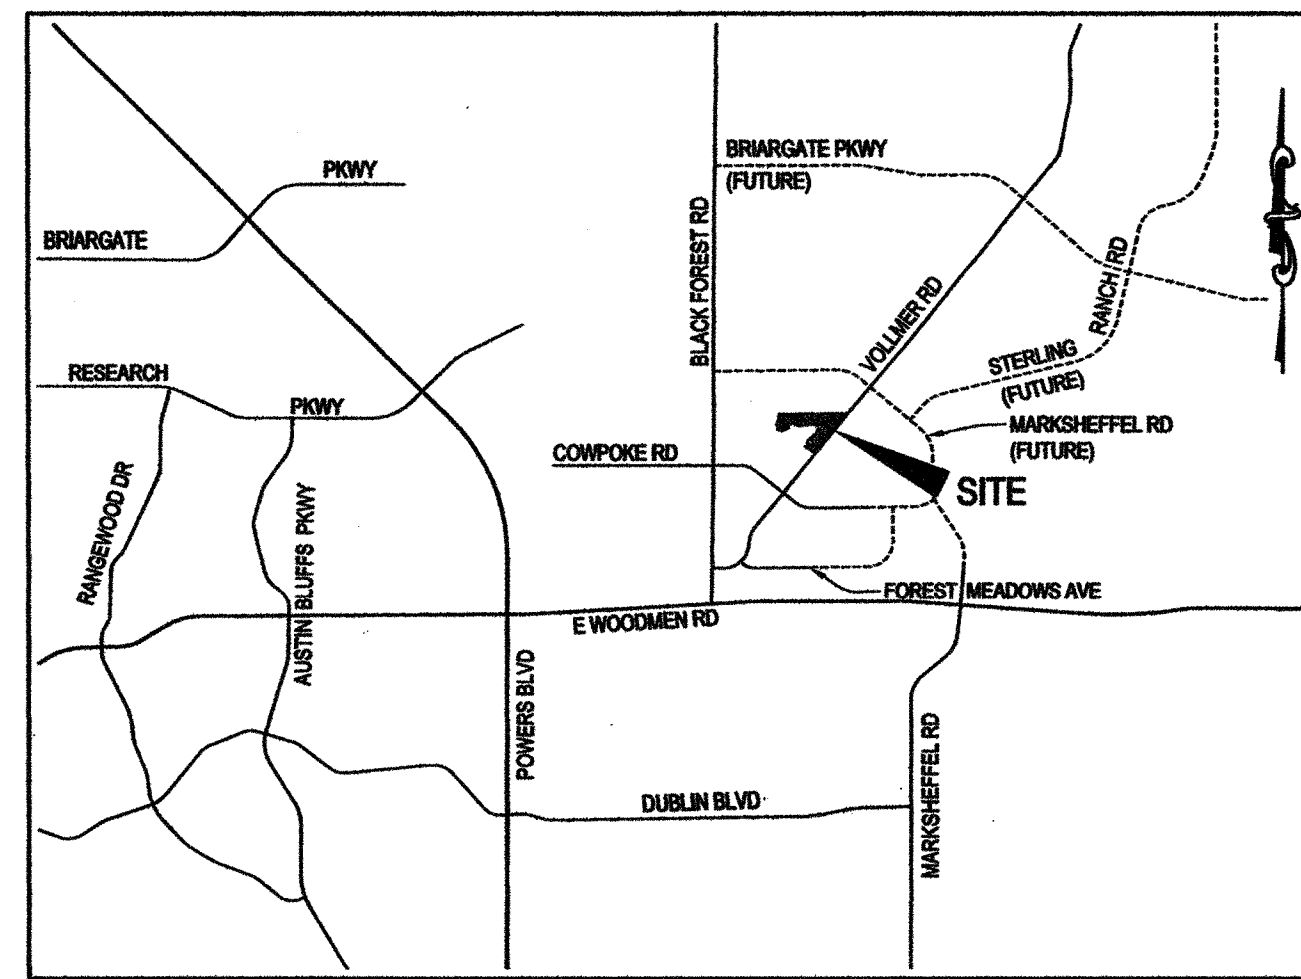 PKWY
BRIARGATE
BRIARGATE PKWY
(FUTURE)
BLACK FOREST RD
VOLLMER RD
RANCH RD
STERLING
(FUTURE)
MARKSHEFFEL RD
(FUTURE)
RESEARCH
PKWY
COWPOKE RD
SITE
RANGEWOOD DR
AUSTIN BLUFFS PKWY
FOREST MEADOWS AVE
E WOODMEN RD
POWERS BLVD
DUBLIN BLVD
MARKSHEFFEL RD